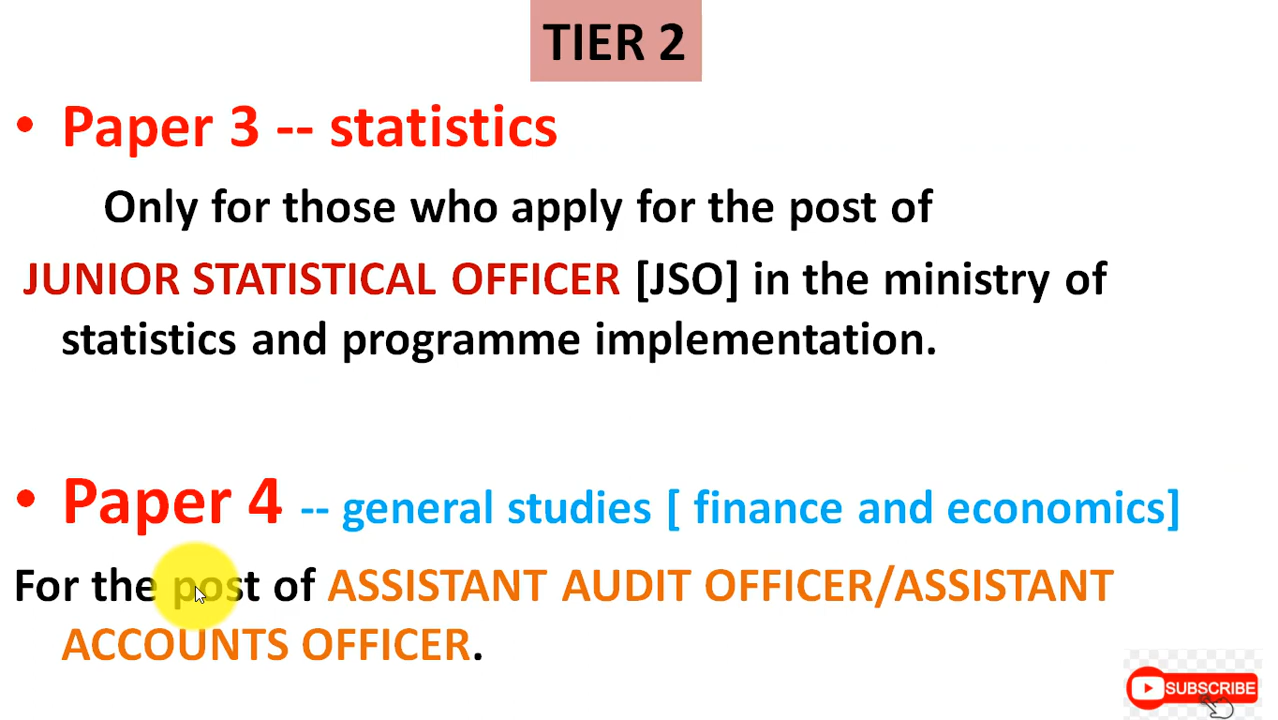 TIER 2
• Paper 3 -- statistics
Only for those who apply for the post of
JUNIOR STATISTICAL OFFICER [JSO] in the ministry of
statistics and programme implementation.
• Paper 4 -- general studies [ finance and economics]
For the post of ASSISTANT AUDIT OFFICER/ASSISTANT
ACCOUNTS OFFICER.
SUBSCRIBE